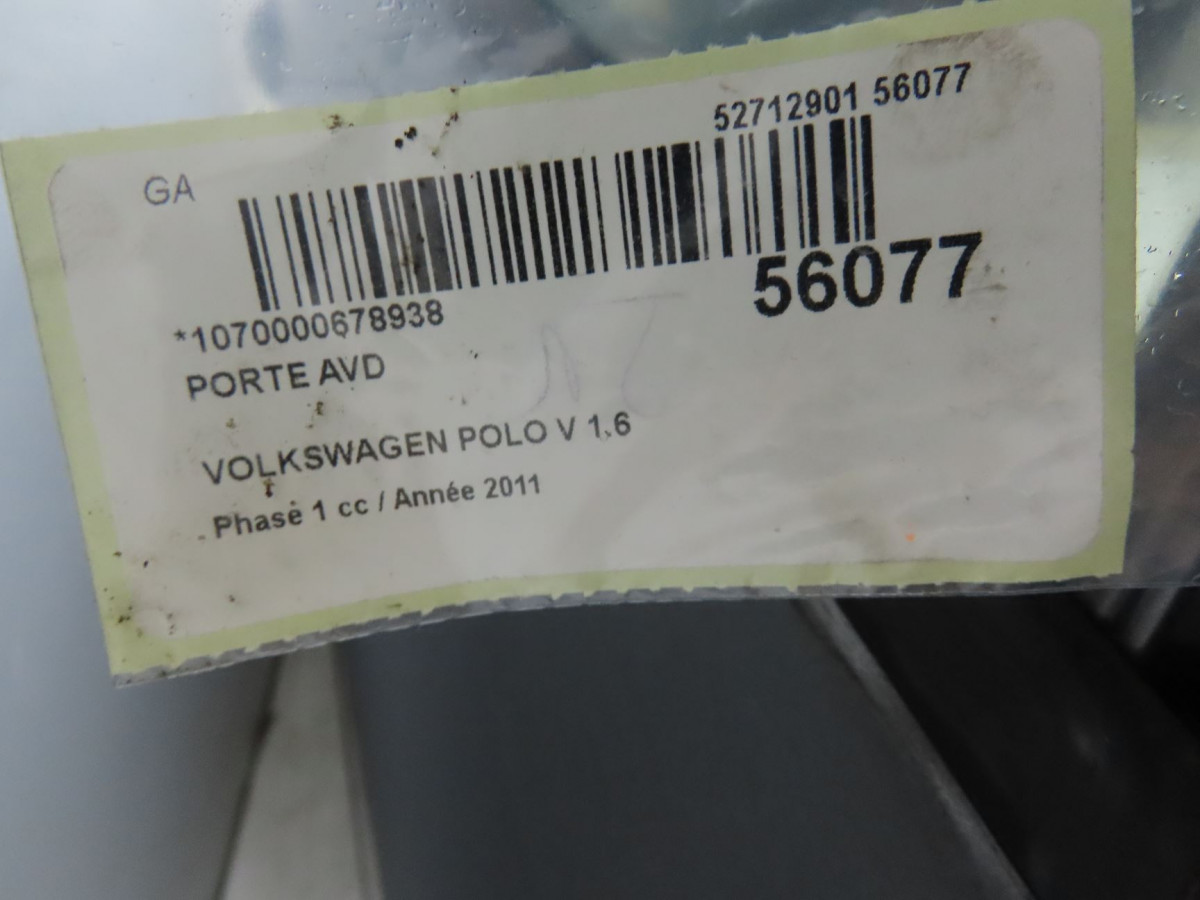 52712901 56077
GA
56077
*1070000678938
PORTE AVD
VOLKSWAGEN POLO V 1.6
Phase 1 cc / Année 2011